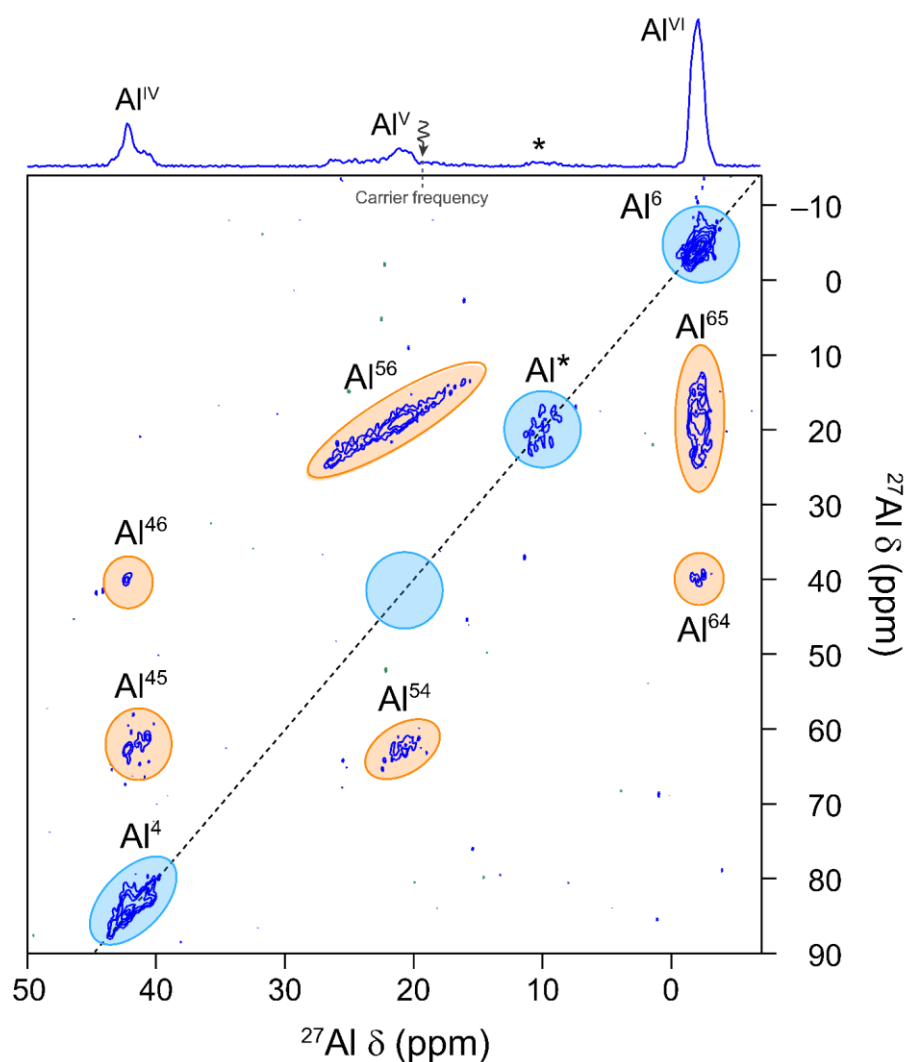 Al^VI
Al^IV
Al^V
*
Carrier frequency
Al^6
–10
0
Al^65
10
Al^56
Al*
20
30
Al^46
40
Al^64
50
Al^45
Al^54
60
70
Al^4
80
90
^27Al δ (ppm)
50 40 30 20 10 0
^27Al δ (ppm)